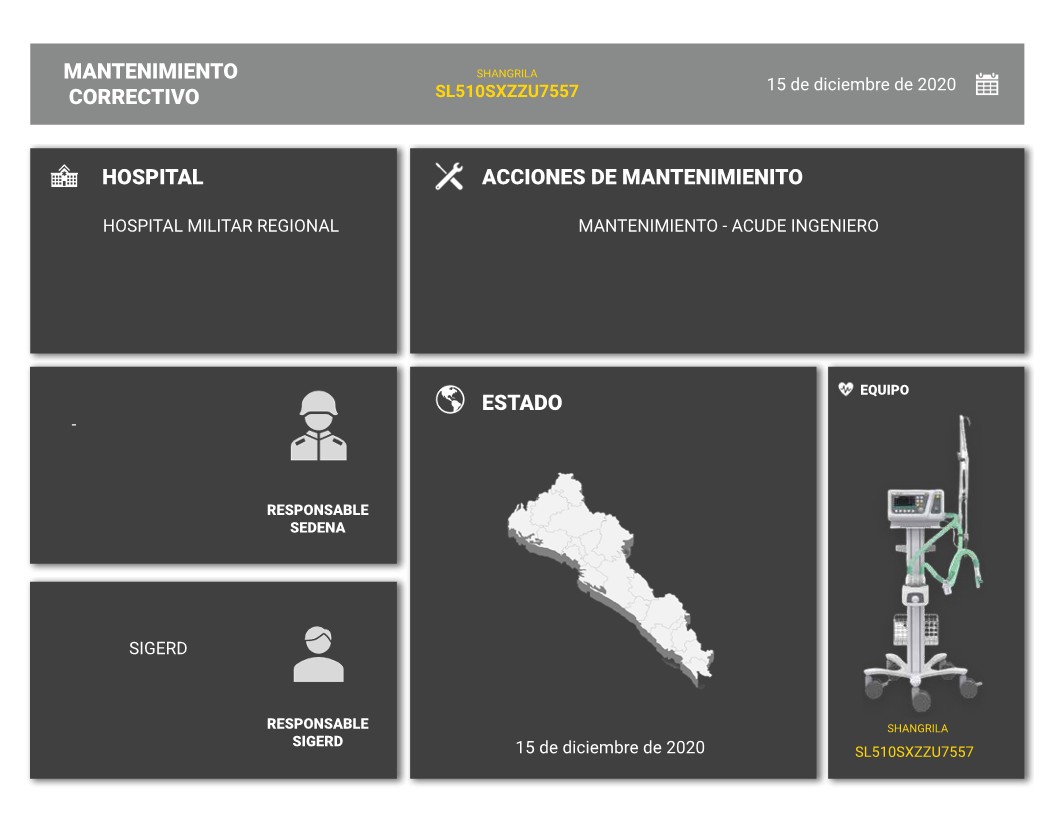 MANTENIMIENTO
CORRECTIVO
SHANGRILA
SL510SXZZU7557
15 de diciembre de 2020
HOSPITAL
HOSPITAL MILITAR REGIONAL
ACCIONES DE MANTENIMIENITO
MANTENIMIENTO - ACUDE INGENIERO
-
RESPONSABLE
SEDENA
SIGERD
RESPONSABLE
SIGERD
ESTADO
15 de diciembre de 2020
EQUIPO
SHANGRILA
SL510SXZZU7557